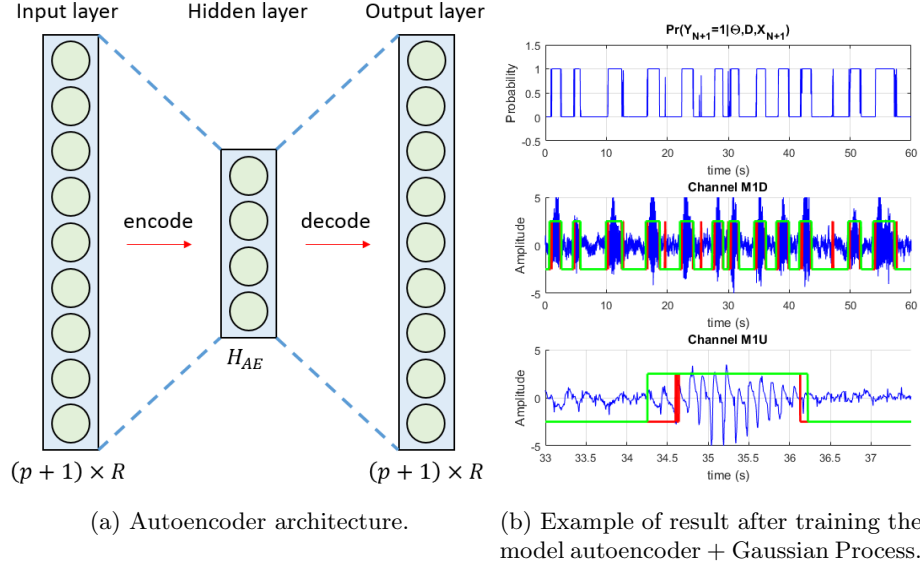 Input layer
Hidden layer
Output layer
encode
decode
H_{AE}
(p + 1) × R
(p + 1) × R
(a) Autoencoder architecture.
Pr(Y_{N+1}=1|Θ,D,X_{N+1})
Probability
1.5
1
0.5
0
-0.5
0 10 20 30 40 50 60
time (s)
Channel M1D
Amplitude
5
0
-5
0 10 20 30 40 50 60
time (s)
Channel M1U
Amplitude
5
0
-5
33 33.5 34 34.5 35 35.5 36 36.5 37
time (s)
(b) Example of result after training the
model autoencoder + Gaussian Process.